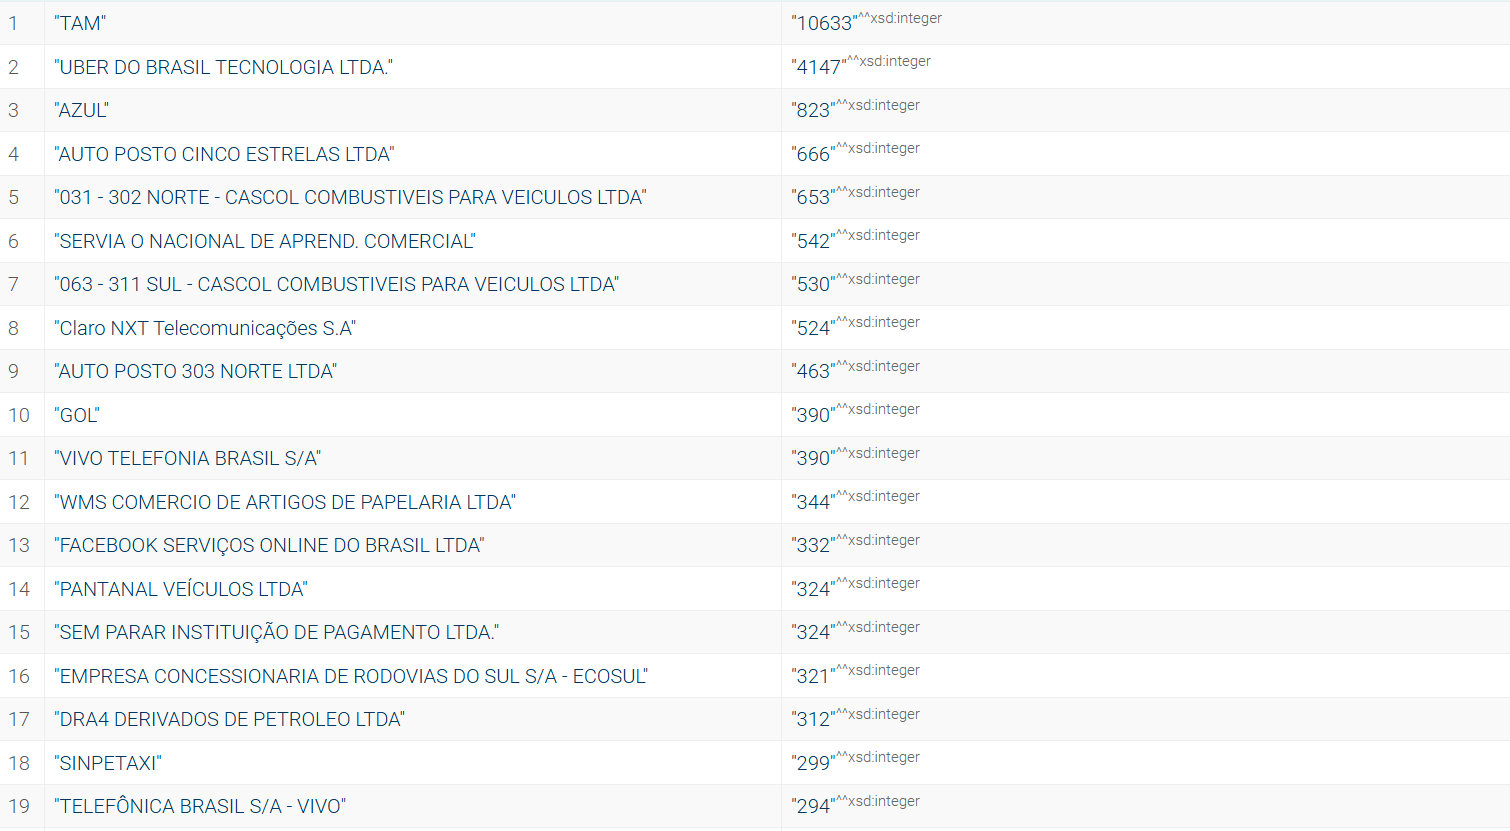 1 "TAM" "10633"^^xsd:integer
2 "UBER DO BRASIL TECNOLOGIA LTDA." "4147"^^xsd:integer
3 "AZUL" "823"^^xsd:integer
4 "AUTO POSTO CINCO ESTRELAS LTDA" "666"^^xsd:integer
5 "031 - 302 NORTE - CASCOL COMBUSTIVEIS PARA VEICULOS LTDA" "653"^^xsd:integer
6 "SERVIA O NACIONAL DE APREND. COMERCIAL" "542"^^xsd:integer
7 "063 - 311 SUL - CASCOL COMBUSTIVEIS PARA VEICULOS LTDA" "530"^^xsd:integer
8 "Claro NXT Telecomunicações S.A" "524"^^xsd:integer
9 "AUTO POSTO 303 NORTE LTDA" "463"^^xsd:integer
10 "GOL" "390"^^xsd:integer
11 "VIVO TELEFONIA BRASIL S/A" "390"^^xsd:integer
12 "WMS COMERCIO DE ARTIGOS DE PAPELARIA LTDA" "344"^^xsd:integer
13 "FACEBOOK SERVIÇOS ONLINE DO BRASIL LTDA" "332"^^xsd:integer
14 "PANTANAL VEÍCULOS LTDA" "324"^^xsd:integer
15 "SEM PARAR INSTITUIÇÃO DE PAGAMENTO LTDA." "324"^^xsd:integer
16 "EMPRESA CONCESSIONARIA DE RODOVIAS DO SUL S/A - ECOSUL" "321"^^xsd:integer
17 "DRA4 DERIVADOS DE PETROLEO LTDA" "312"^^xsd:integer
18 "SINPETAXI" "299"^^xsd:integer
19 "TELEFÔNICA BRASIL S/A - VIVO" "294"^^xsd:integer